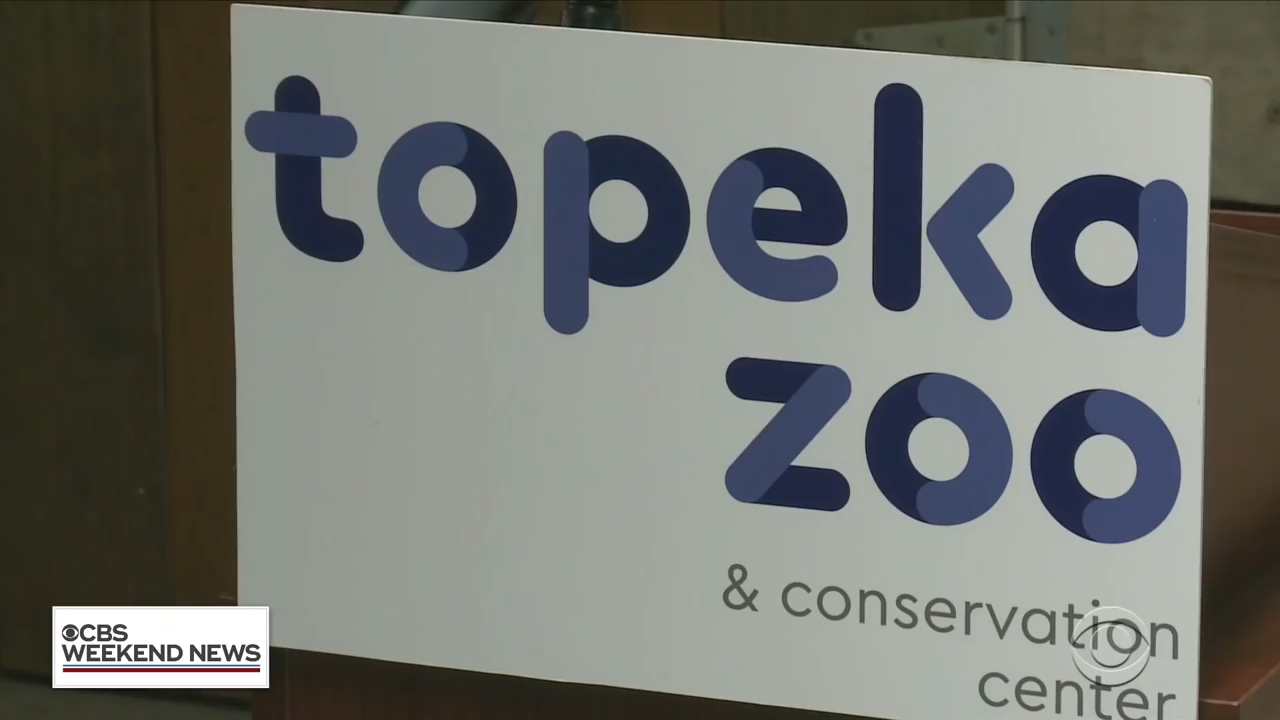 topeka
zoo
& conservation
center
CBS
WEEKEND NEWS